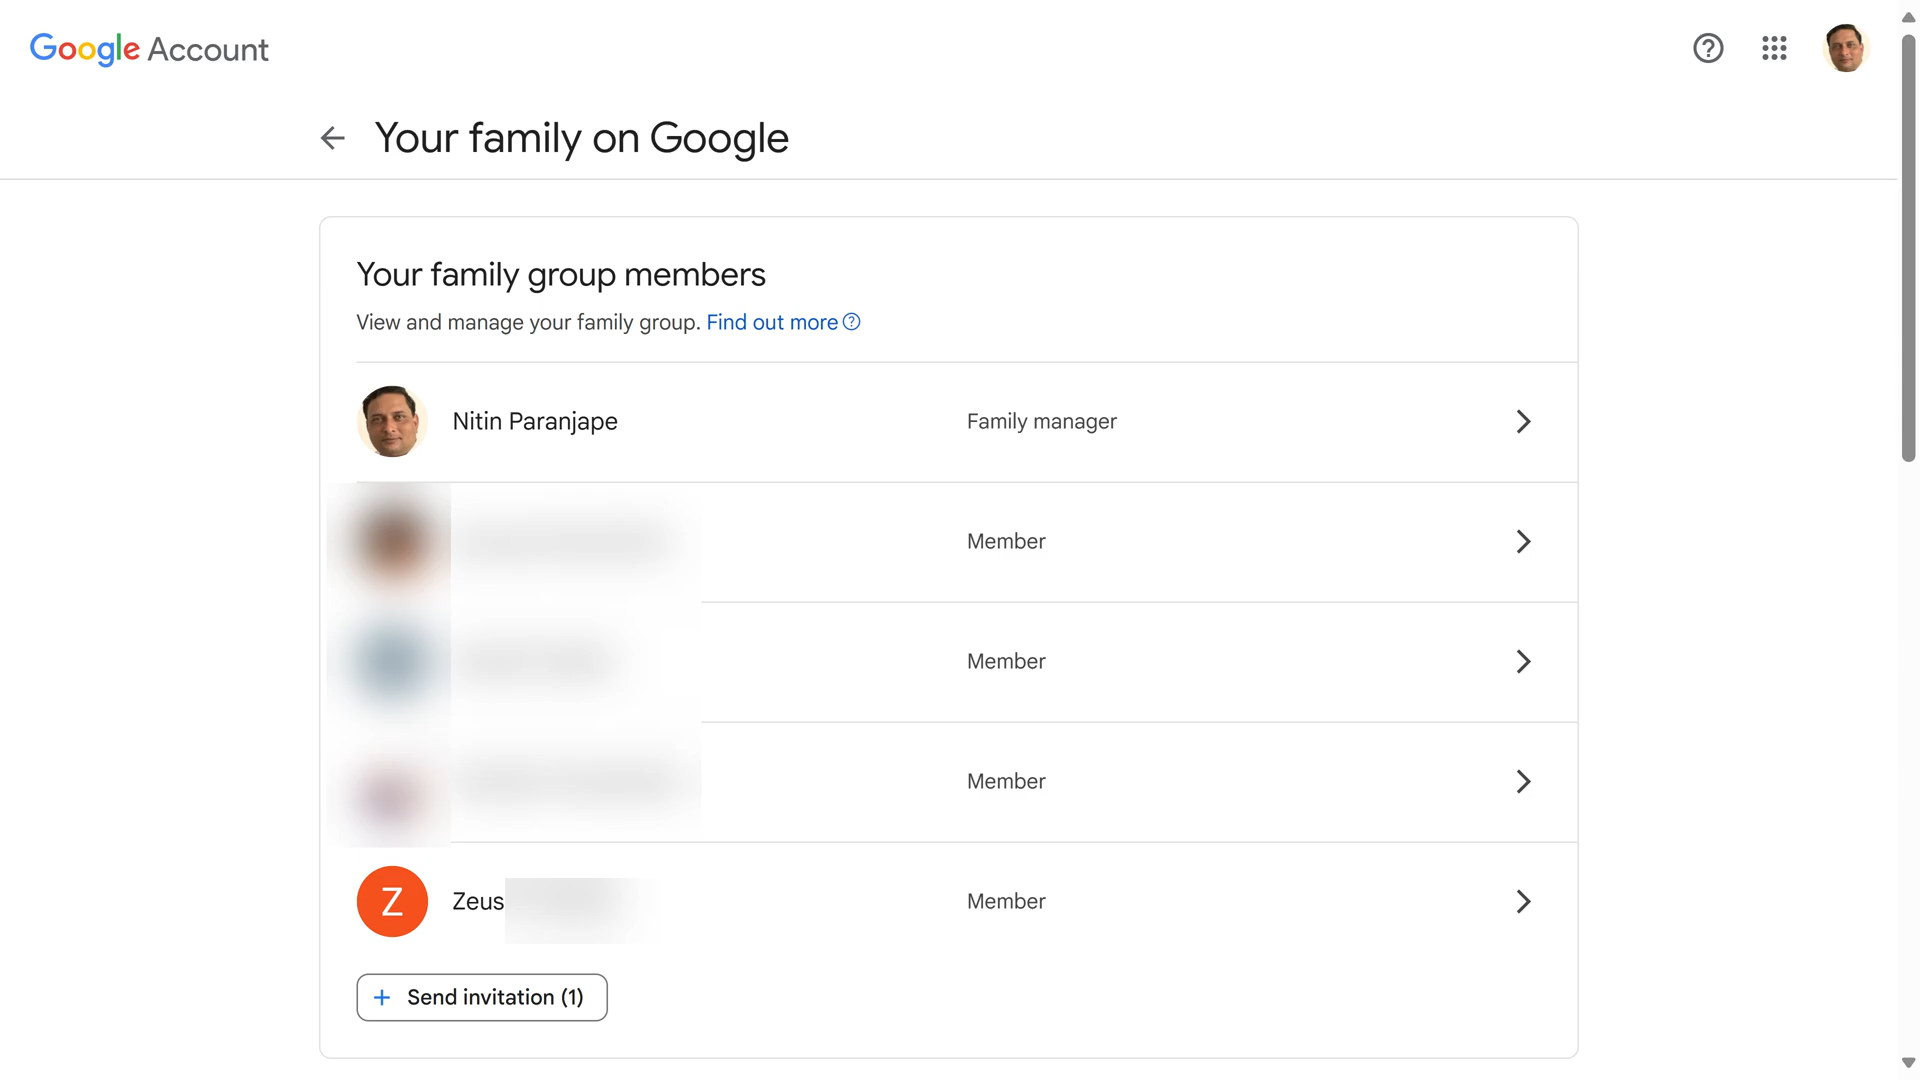 Google Account
Your family on Google
Your family group members
View and manage your family group. Find out more
Nitin Paranjape Family manager
Member
Member
Member
Z Zeus Member
+ Send invitation (1)